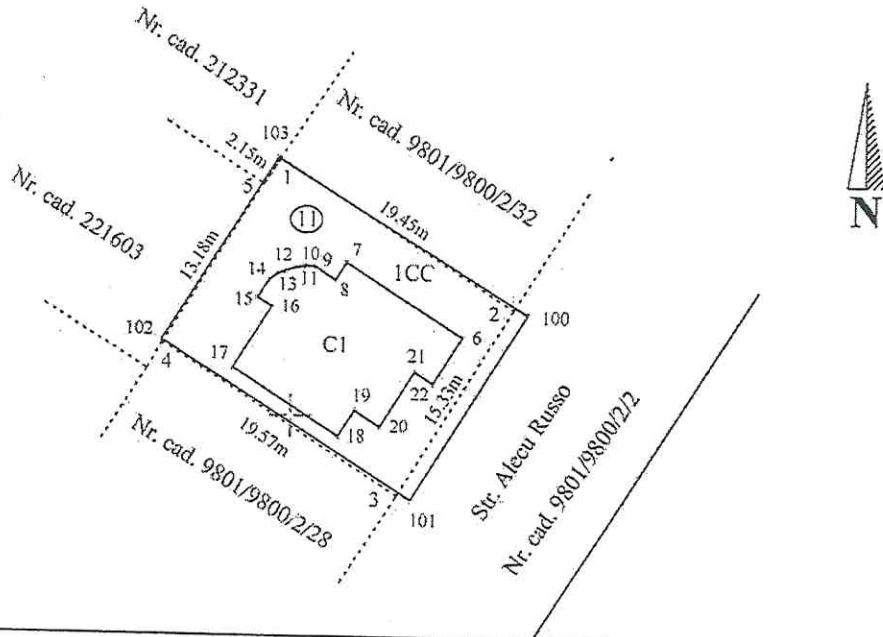 Nr. cad. 212331
Nr. cad. 9801/9800/2/32
103
2.15m
5
1
Nr. cad. 221603
11
19.45m
13.18m
12
10
9
7
1CC
14
13
11
8
15
16
2
100
102
4
C1
6
17
21
22
15.33m
19
20
18
19.57m
Nr. cad. 9801/9800/2/28
3
101
Str. Alecu Russo
Nr. cad. 9801/9800/2/2
N